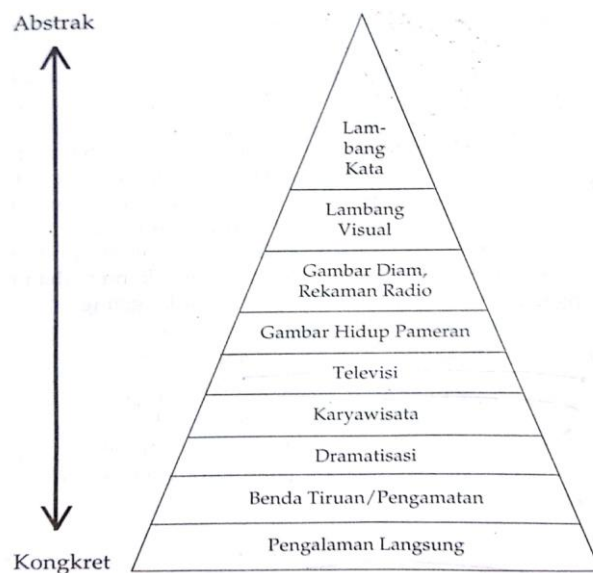 Abstrak
Lam-
bang
Kata
Lambang
Visual
Gambar Diam,
Rekaman Radio
Gambar Hidup Pameran
Televisi
Karyawisata
Dramatisasi
Benda Tiruan/Pengamatan
Pengalaman Langsung
Kongkret